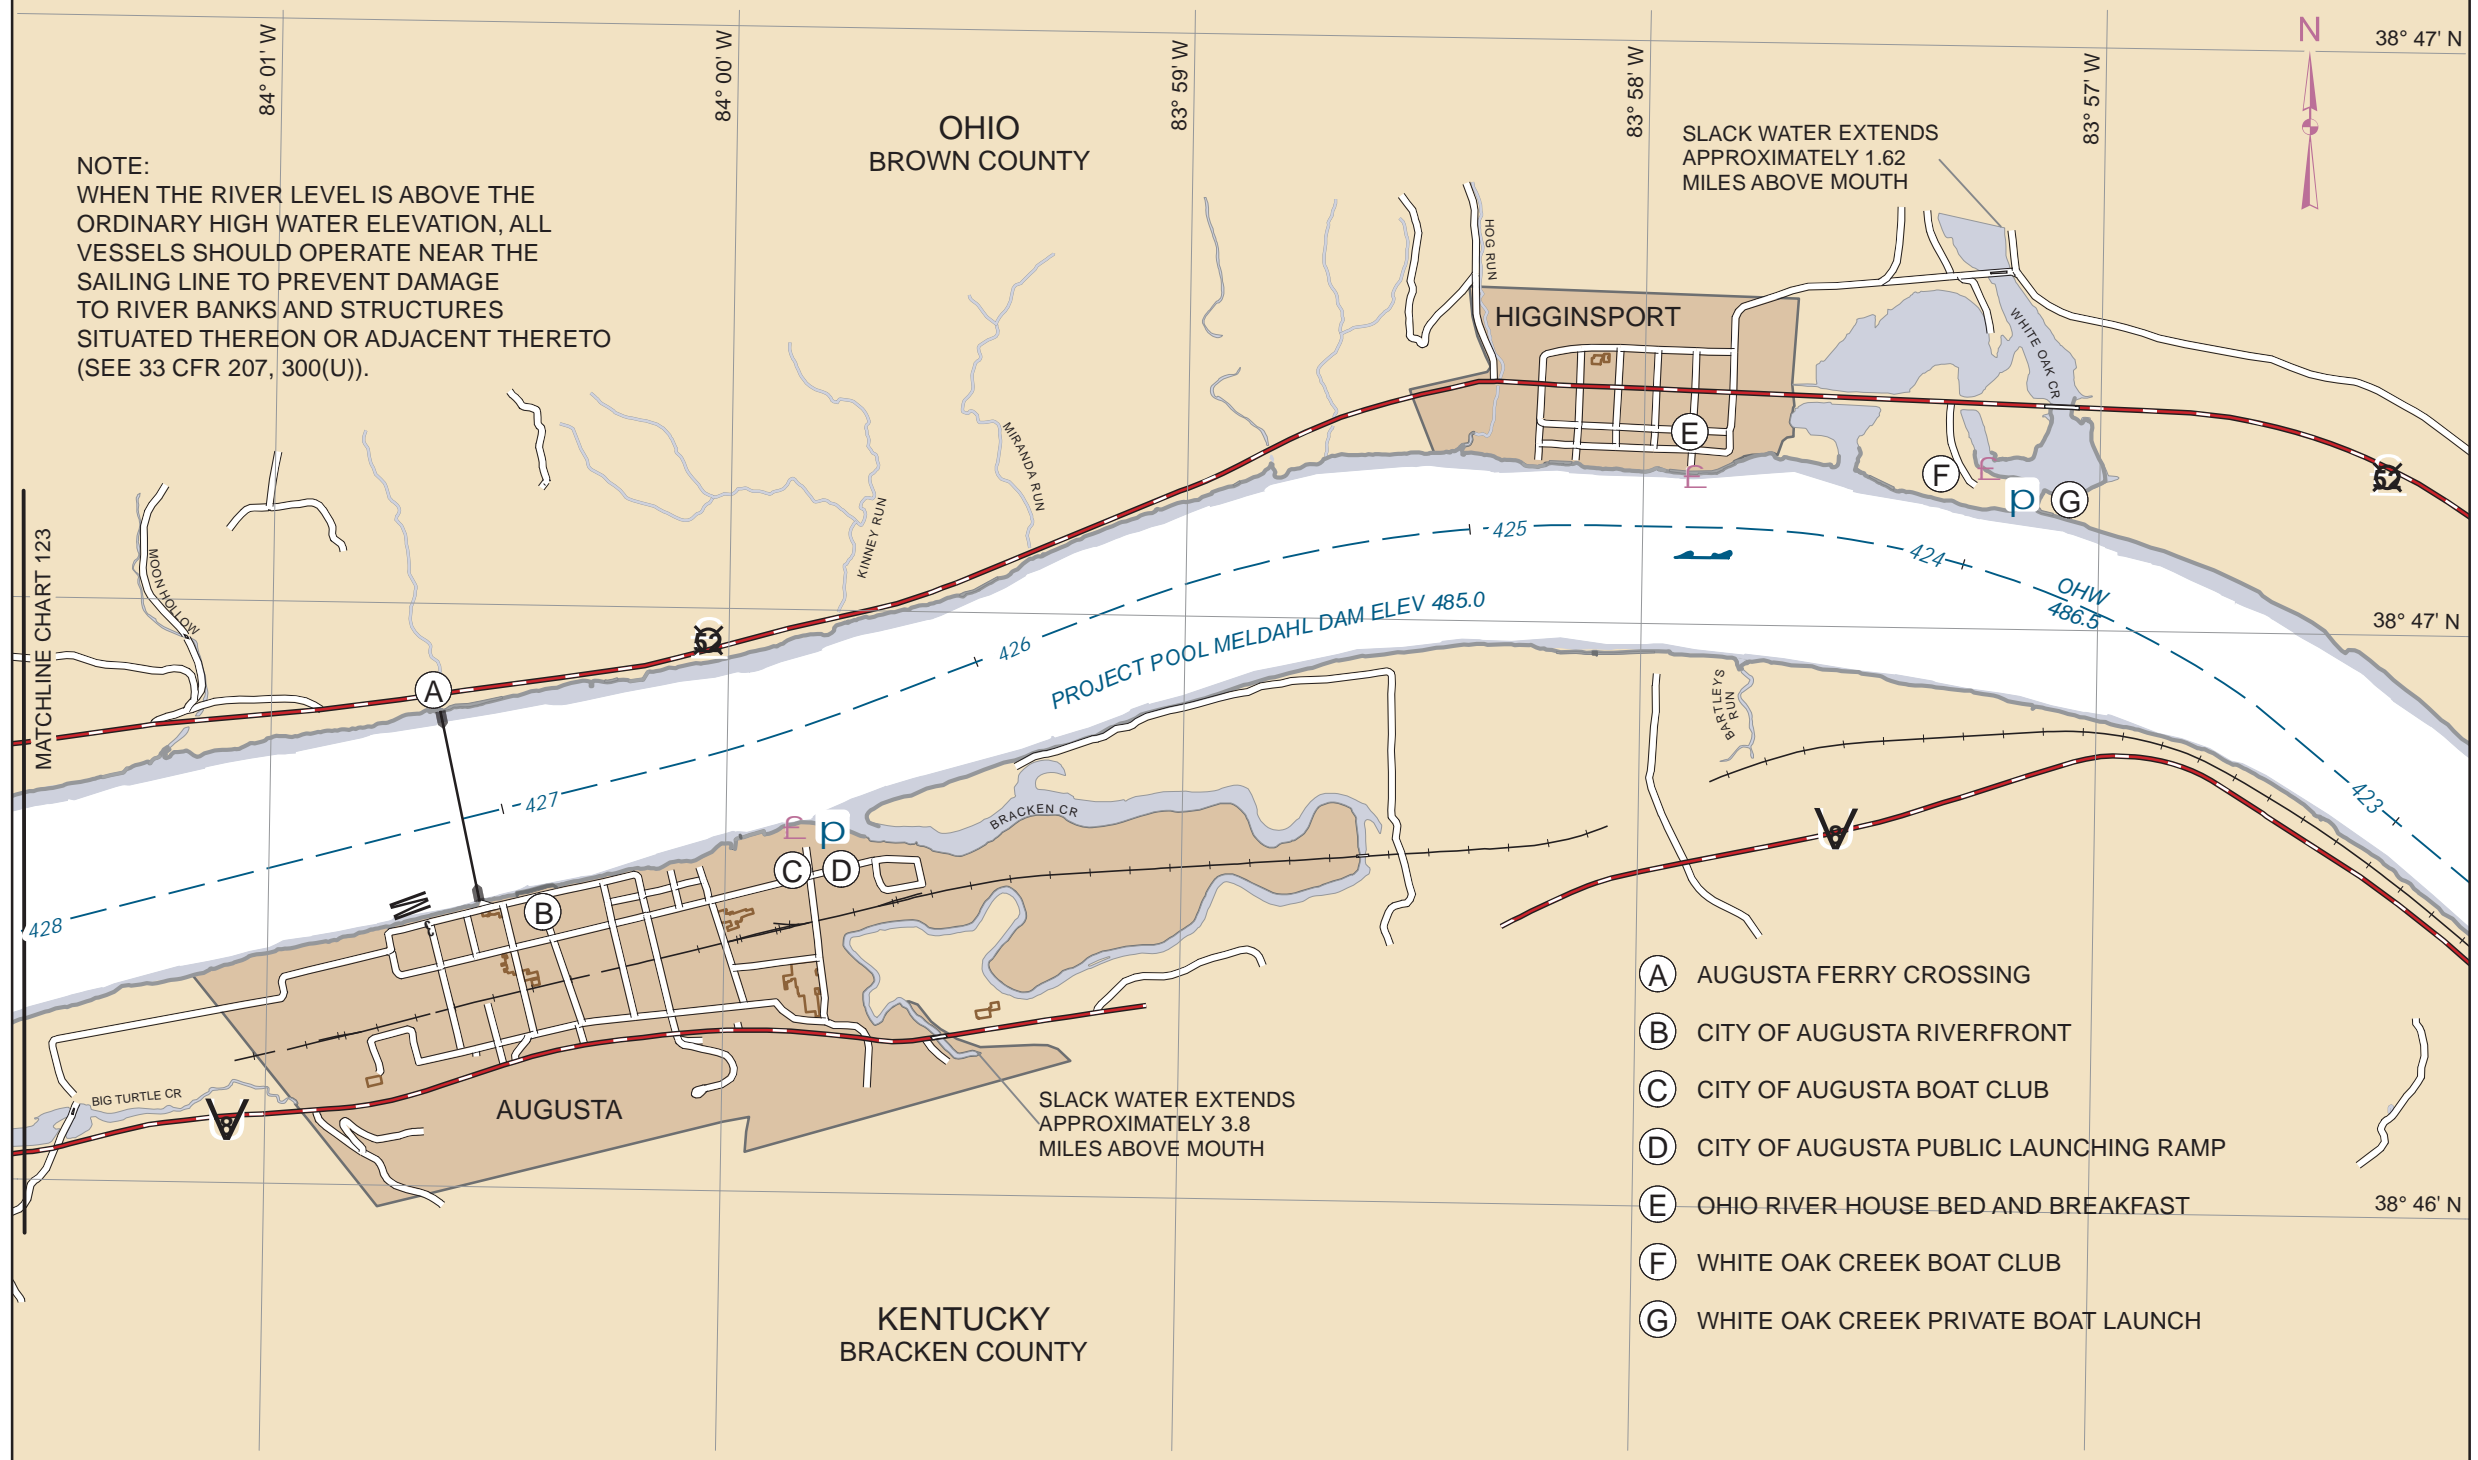 84° 01' W
84° 00' W
83° 59' W
83° 58' W
83° 57' W
N
38° 47' N
OHIO
BROWN COUNTY
SLACK WATER EXTENDS
APPROXIMATELY 1.62
MILES ABOVE MOUTH
NOTE:
WHEN THE RIVER LEVEL IS ABOVE THE
ORDINARY HIGH WATER ELEVATION, ALL
VESSELS SHOULD OPERATE NEAR THE
SAILING LINE TO PREVENT DAMAGE
TO RIVER BANKS AND STRUCTURES
SITUATED THEREON OR ADJACENT THERETO
(SEE 33 CFR 207, 300(U)).
HOG RUN
HIGGINSPORT
WHITE OAK CR
MIRANDA RUN
KINNEY RUN
MOON HOLLOW
MATCHLINE CHART 123
E
£
F
£
p
G
52
425
424
OHW
486.5
38° 47' N
52
426
PROJECT POOL MELDAHL DAM ELEV 485.0
A
BARTLEYS
RUN
427
423
£
p
BRACKEN CR
V
8
C
D
B
428
3
BIG TURTLE CR
V
8
AUGUSTA
SLACK WATER EXTENDS
APPROXIMATELY 3.8
MILES ABOVE MOUTH
A AUGUSTA FERRY CROSSING
B CITY OF AUGUSTA RIVERFRONT
C CITY OF AUGUSTA BOAT CLUB
D CITY OF AUGUSTA PUBLIC LAUNCHING RAMP
E OHIO RIVER HOUSE BED AND BREAKFAST
38° 46' N
F WHITE OAK CREEK BOAT CLUB
G WHITE OAK CREEK PRIVATE BOAT LAUNCH
KENTUCKY
BRACKEN COUNTY